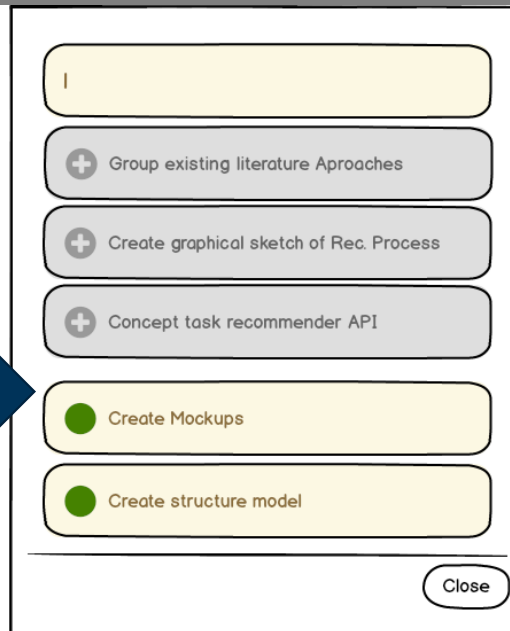 Group existing literature Aproaches
Create graphical sketch of Rec. Process
Concept task recommender API
Create Mockups
Create structure model
Close